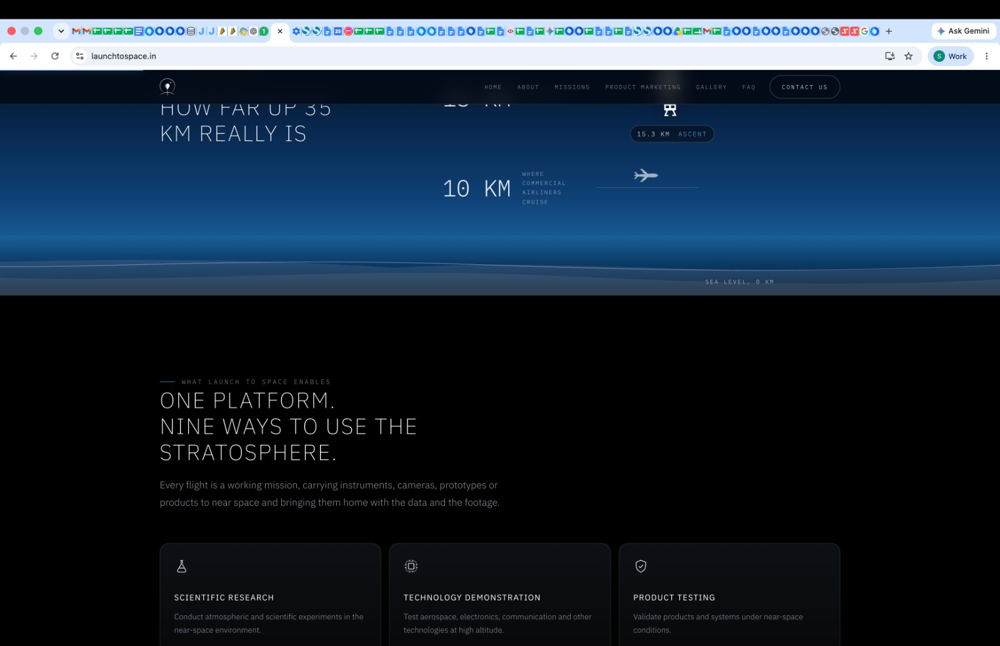 Ask Gemini
launchtospace.in
S Work
HOME ABOUT MISSIONS PRODUCT MARKETING GALLERY FAQ CONTACT US
HOW FAR UP 35
KM REALLY IS
15.3 KM ASCENT
10 KM
WHERE
COMMERCIAL
AIRLINERS
CRUISE
SEA LEVEL, 0 KM
WHAT LAUNCH TO SPACE ENABLES
ONE PLATFORM.
NINE WAYS TO USE THE
STRATOSPHERE.
Every flight is a working mission, carrying instruments, cameras, prototypes or
products to near space and bringing them home with the data and the footage.
SCIENTIFIC RESEARCH
Conduct atmospheric and scientific experiments in the
near-space environment.
TECHNOLOGY DEMONSTRATION
Test aerospace, electronics, communication and other
technologies at high altitude.
PRODUCT TESTING
Validate products and systems under near-space
conditions.